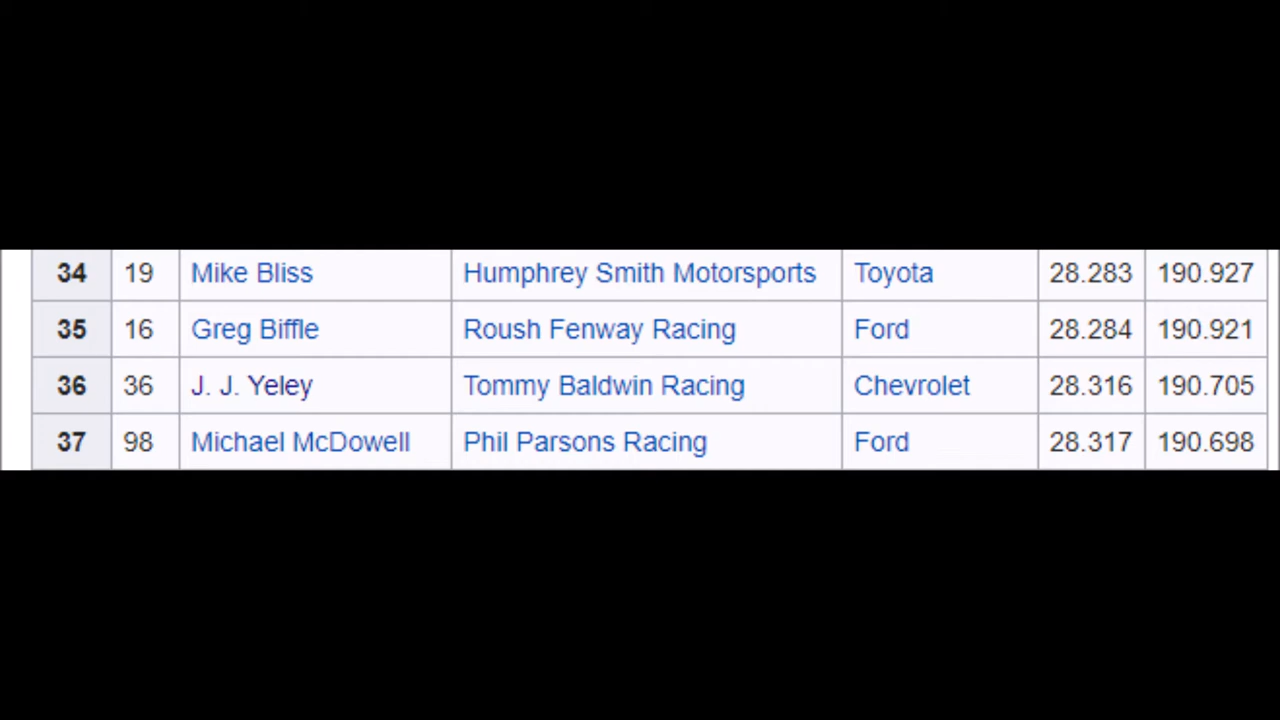 34 19 Mike Bliss Humphrey Smith Motorsports Toyota 28.283 190.927
35 16 Greg Biffle Roush Fenway Racing Ford 28.284 190.921
36 36 J. J. Yeley Tommy Baldwin Racing Chevrolet 28.316 190.705
37 98 Michael McDowell Phil Parsons Racing Ford 28.317 190.698